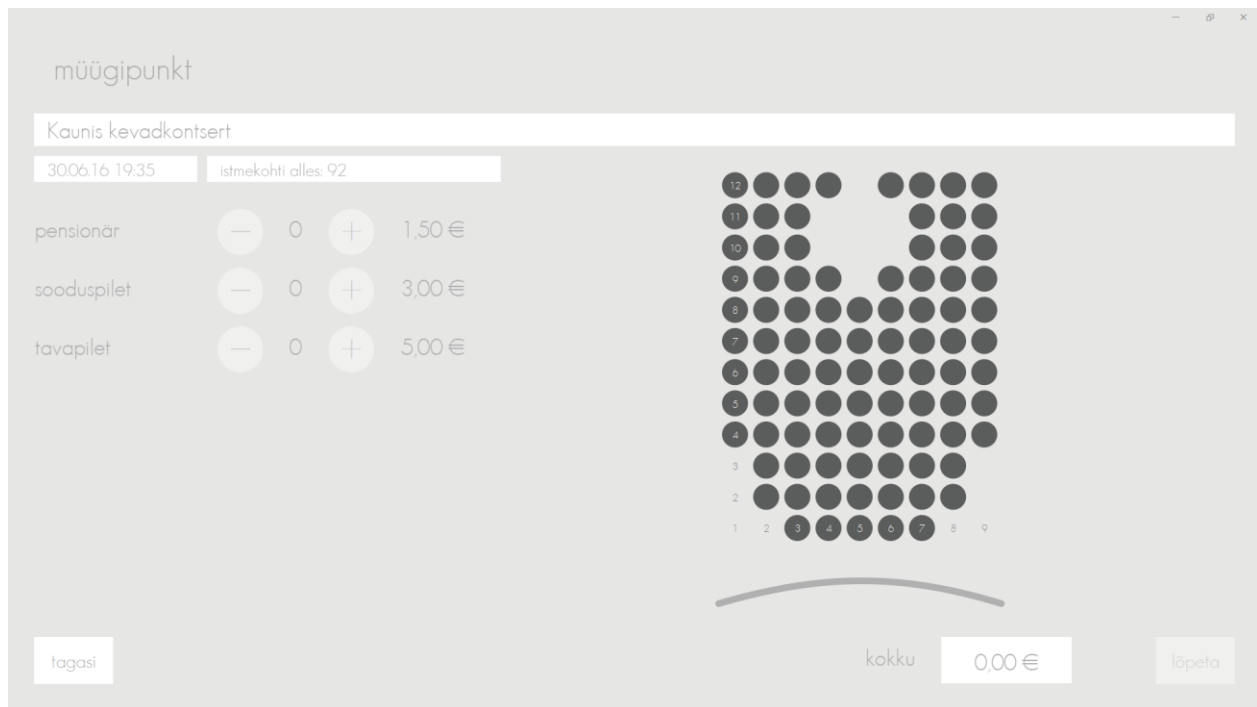 müügipunkt
Kaunis kevadkontsert
30.06.16 19:35
istmekohti alles: 92
pensionär — 0 + 1,50 €
sooduspilet — 0 + 3,00 €
tavapilet — 0 + 5,00 €
12
11
10
9
8
7
6
5
4
3
2
1 2 3 4 5 6 7 8 9
tagasi
kokku 0,00 €
lõpeta